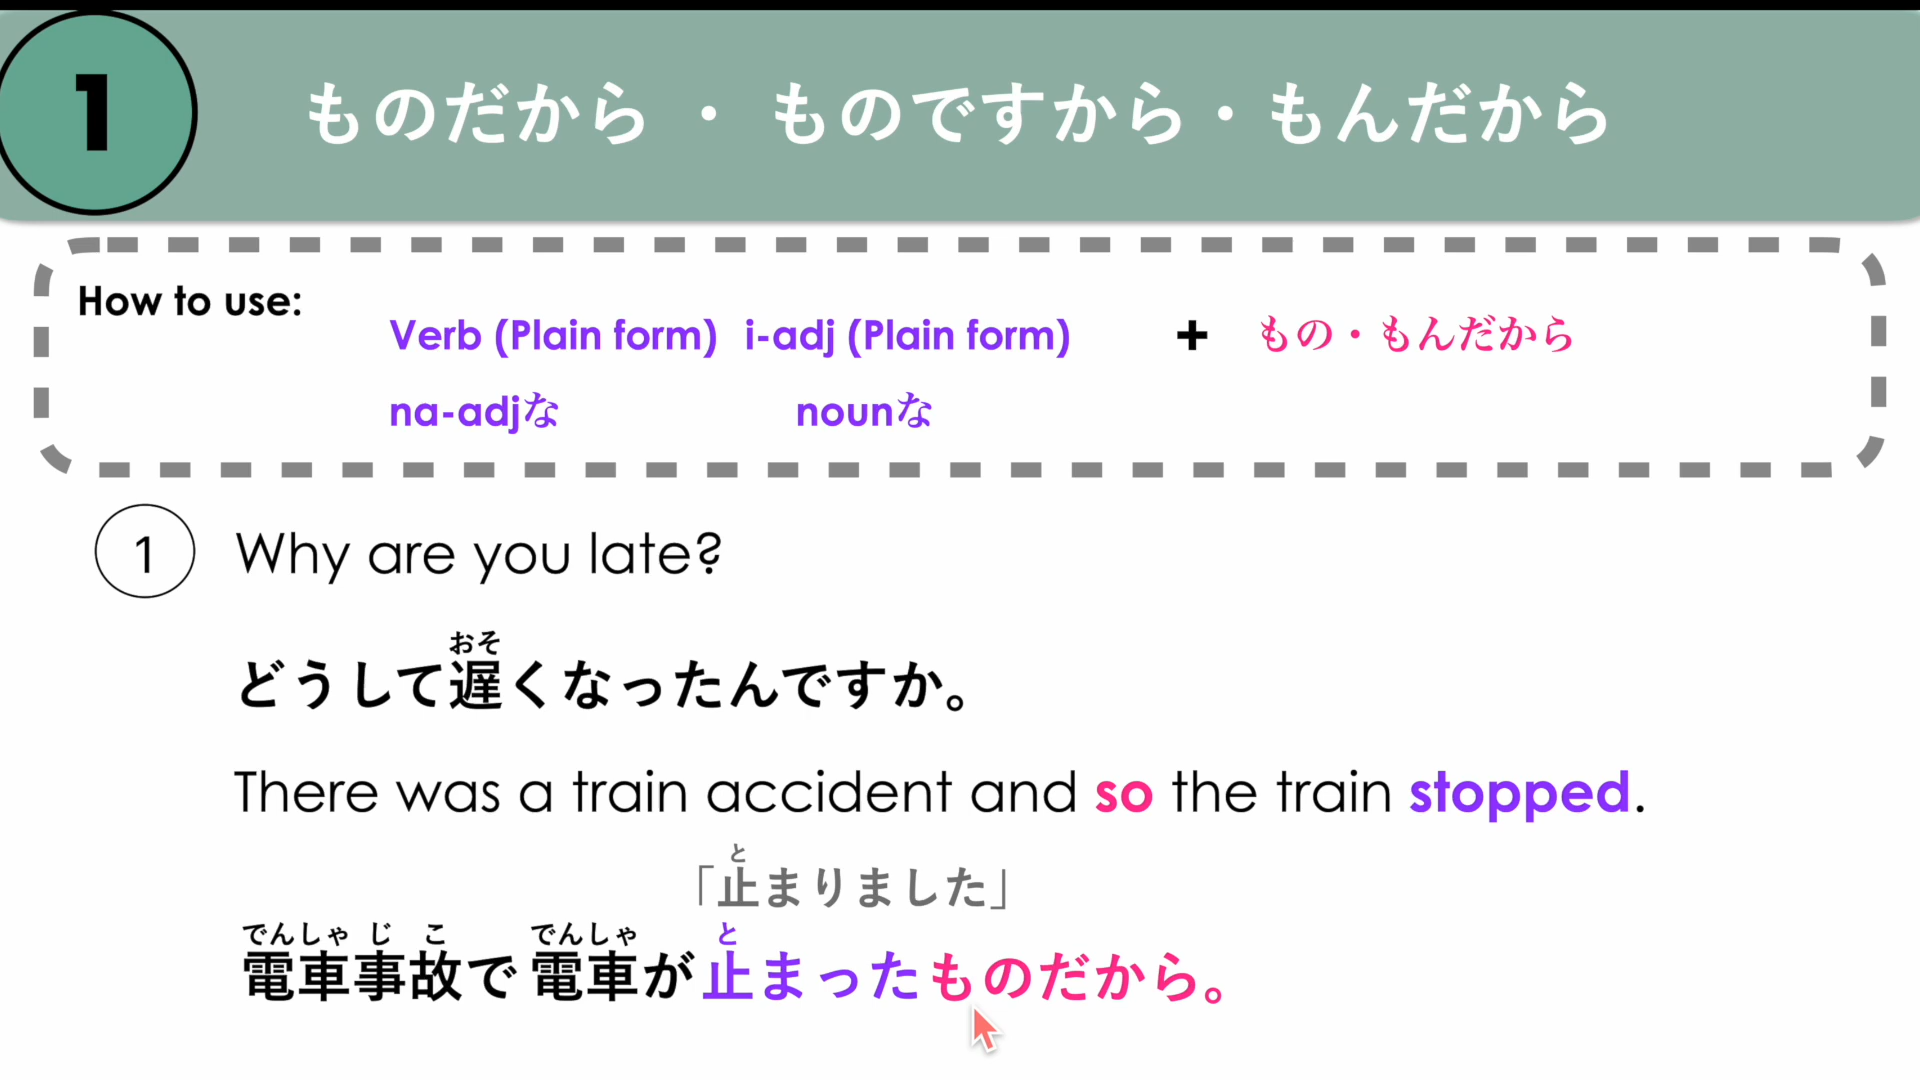 1
ものだから ・ ものですから・もんだから
How to use:
Verb (Plain form) i-adj (Plain form) + もの・もんだから
na-adjな nounな
1 Why are you late?
おそ
どうして遅くなったんですか。
There was a train accident and so the train stopped.
と
「止まりました」
でんしゃ じ こ でんしゃ と
電車事故で 電車が止まったものだから。